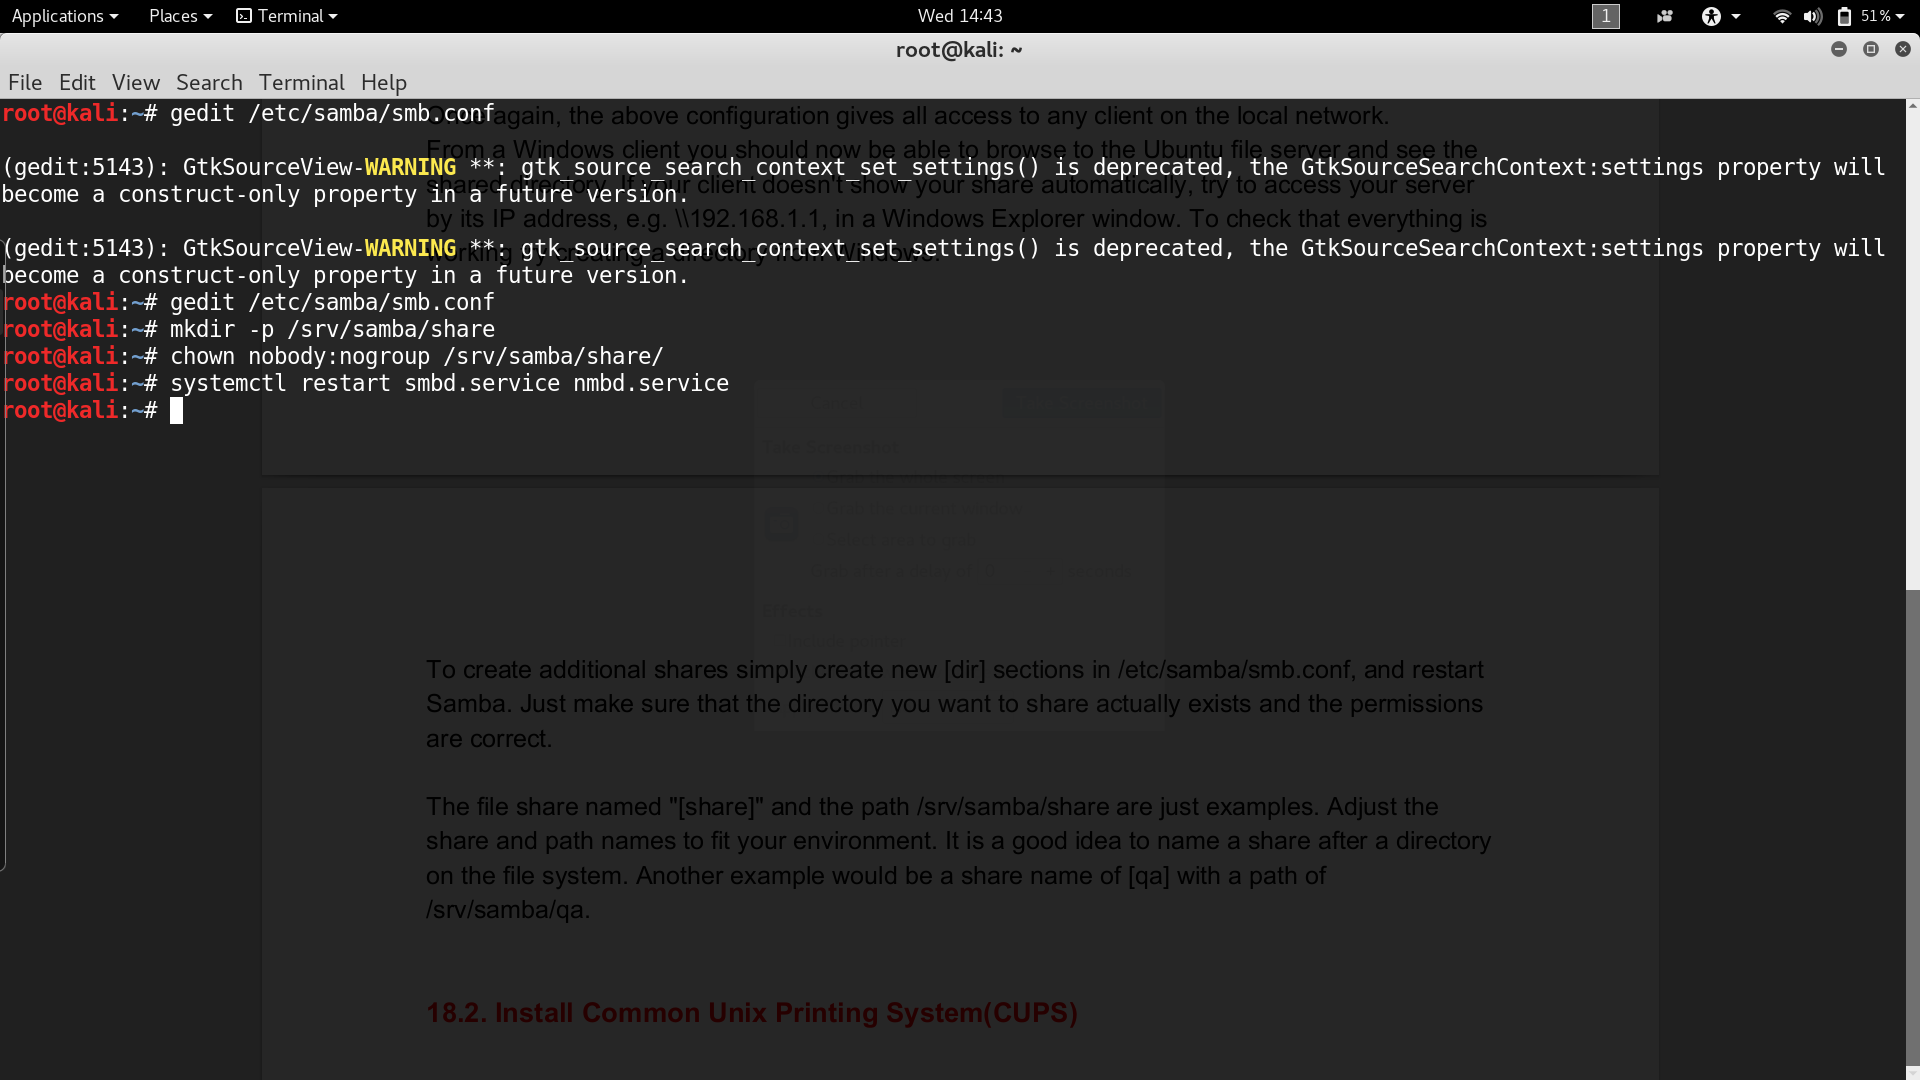 Applications Places Terminal Wed 14:43 1 51%
root@kali: ~
File Edit View Search Terminal Help
root@kali:~# gedit /etc/samba/smb.conf
Once again, the above configuration gives all access to any client on the local network.
From a Windows client you should now be able to browse to the Ubuntu file server and see the
(gedit:5143): GtkSourceView-WARNING **: gtk_source_search_context_set_settings() is deprecated, the GtkSourceSearchContext:settings property will
shared directory. If your client doesn't show your share automatically, try to access your server
become a construct-only property in a future version.
by its IP address, e.g. \\192.168.1.1, in a Windows Explorer window. To check that everything is
(gedit:5143): GtkSourceView-WARNING **: gtk_source_search_context_set_settings() is deprecated, the GtkSourceSearchContext:settings property will
working try creating a directory from Windows.
become a construct-only property in a future version.
root@kali:~# gedit /etc/samba/smb.conf
root@kali:~# mkdir -p /srv/samba/share
root@kali:~# chown nobody:nogroup /srv/samba/share/
root@kali:~# systemctl restart smbd.service nmbd.service
root@kali:~#
Take Screenshot
To create additional shares simply create new [dir] sections in /etc/samba/smb.conf, and restart
Samba. Just make sure that the directory you want to share actually exists and the permissions
are correct.
The file share named "[share]" and the path /srv/samba/share are just examples. Adjust the
share and path names to fit your environment. It is a good idea to name a share after a directory
on the file system. Another example would be a share name of [qa] with a path of
/srv/samba/qa.
18.2. Install Common Unix Printing System(CUPS)